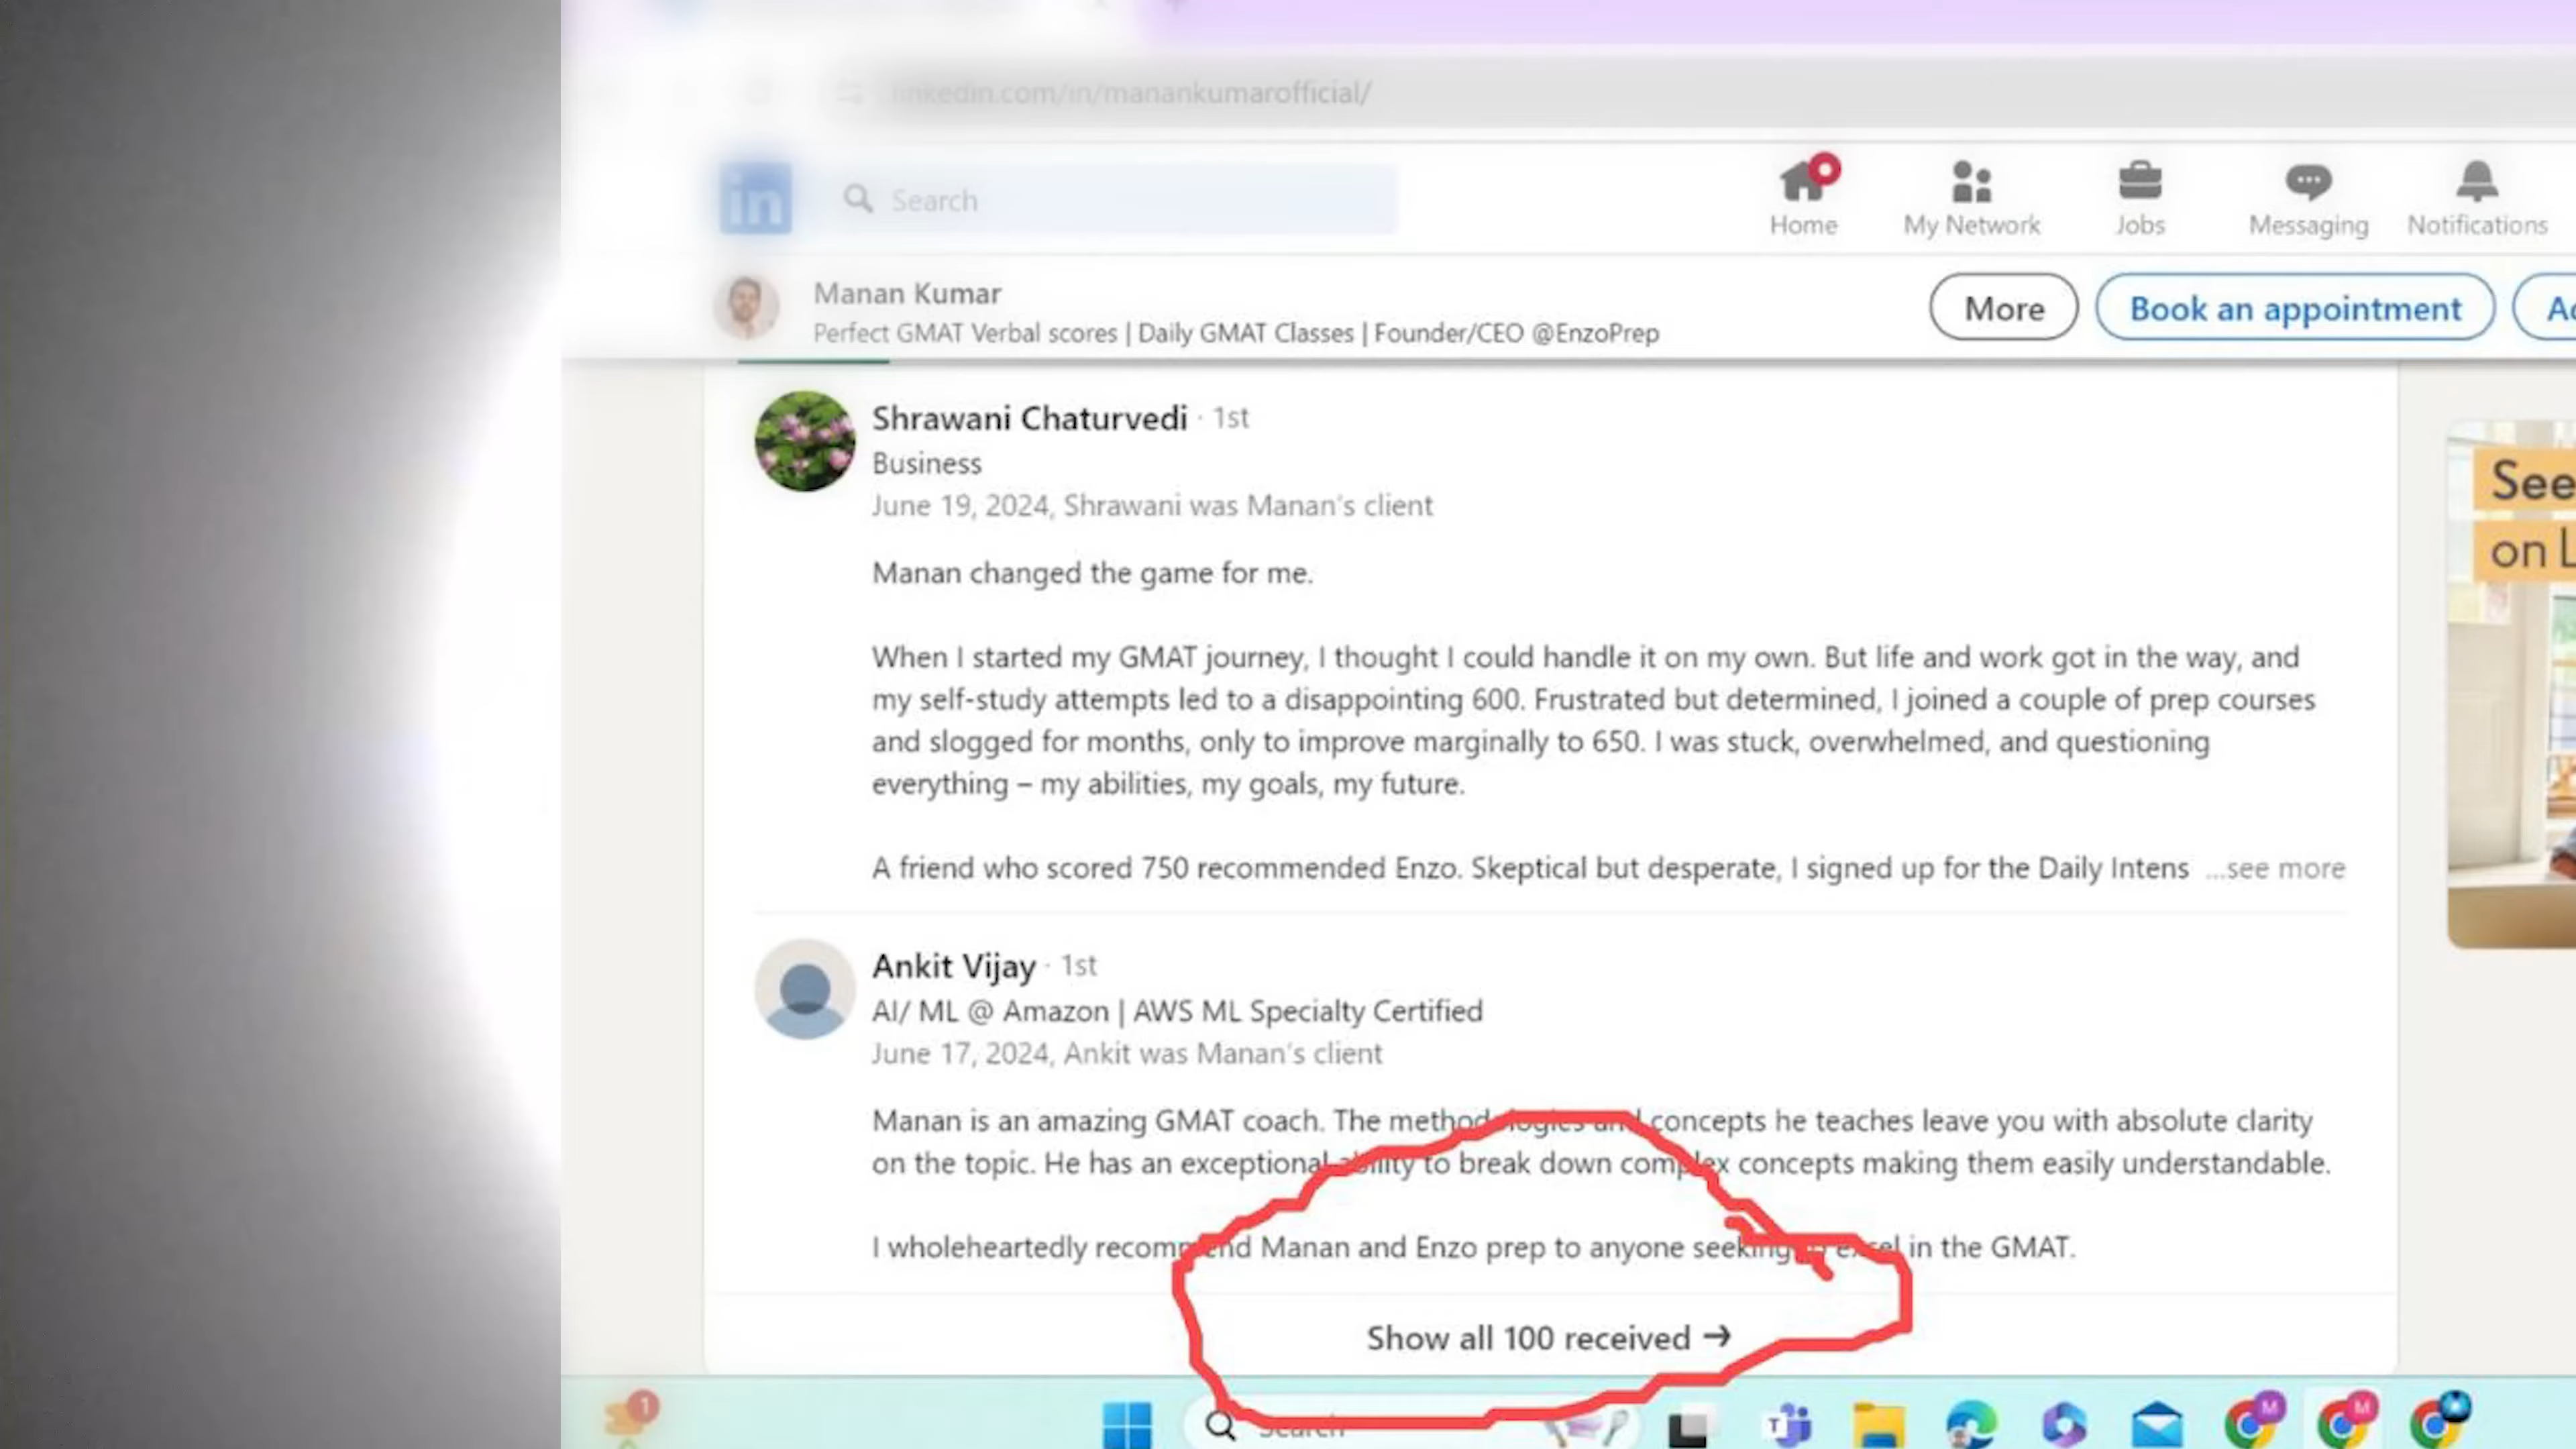 linkedin.com/in/manankumarofficial/
in
Search
Home
My Network
Jobs
Messaging
Notifications
Manan Kumar
Perfect GMAT Verbal scores | Daily GMAT Classes | Founder/CEO @EnzoPrep
More
Book an appointment
Shrawani Chaturvedi · 1st
Business
June 19, 2024, Shrawani was Manan's client
Manan changed the game for me.
When I started my GMAT journey, I thought I could handle it on my own. But life and work got in the way, and
my self-study attempts led to a disappointing 600. Frustrated but determined, I joined a couple of prep courses
and slogged for months, only to improve marginally to 650. I was stuck, overwhelmed, and questioning
everything – my abilities, my goals, my future.
A friend who scored 750 recommended Enzo. Skeptical but desperate, I signed up for the Daily Intens ...see more
See
on L
Ankit Vijay · 1st
AI/ ML @ Amazon | AWS ML Specialty Certified
June 17, 2024, Ankit was Manan's client
Manan is an amazing GMAT coach. The methodologies and concepts he teaches leave you with absolute clarity
on the topic. He has an exceptional ability to break down complex concepts making them easily understandable.
I wholeheartedly recommend Manan and Enzo prep to anyone seeking to excel in the GMAT.
Show all 100 received →
1
Search
T
M
M